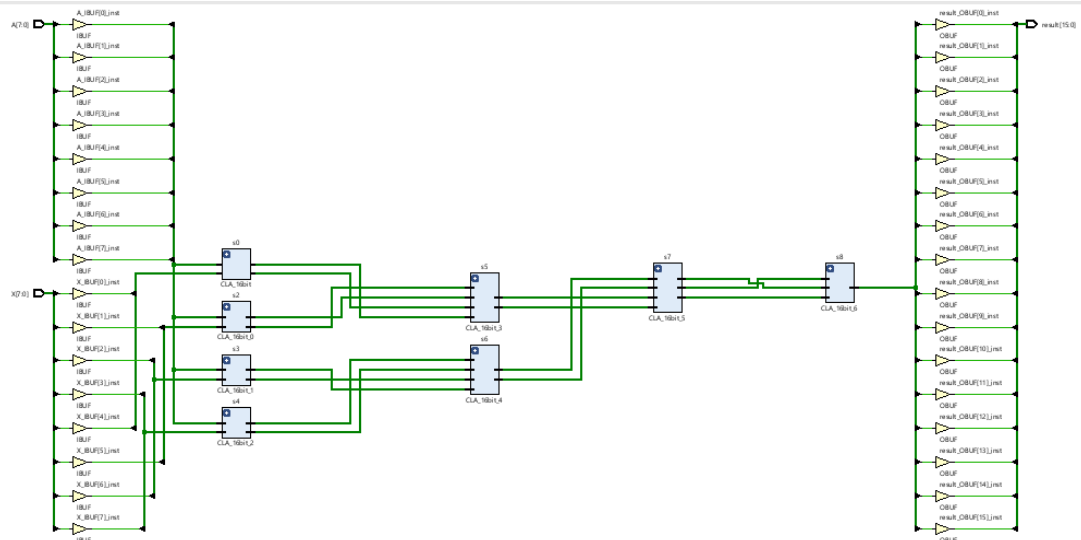 A[7:0]
A_IBUF[0]_inst
IBUF
A_IBUF[1]_inst
IBUF
A_IBUF[2]_inst
IBUF
A_IBUF[3]_inst
IBUF
A_IBUF[4]_inst
IBUF
A_IBUF[5]_inst
IBUF
A_IBUF[6]_inst
IBUF
A_IBUF[7]_inst
IBUF
X[7:0]
X_IBUF[0]_inst
IBUF
X_IBUF[1]_inst
IBUF
X_IBUF[2]_inst
IBUF
X_IBUF[3]_inst
IBUF
X_IBUF[4]_inst
IBUF
X_IBUF[5]_inst
IBUF
X_IBUF[6]_inst
IBUF
X_IBUF[7]_inst
IBUF
s0
CLA_16bit
s2
CLA_16bit_0
s3
CLA_16bit_1
s4
CLA_16bit_2
s5
CLA_16bit_3
s6
CLA_16bit_4
s7
CLA_16bit_5
s8
CLA_16bit_6
result_OBUF[0]_inst
OBUF
result_OBUF[1]_inst
OBUF
result_OBUF[2]_inst
OBUF
result_OBUF[3]_inst
OBUF
result_OBUF[4]_inst
OBUF
result_OBUF[5]_inst
OBUF
result_OBUF[6]_inst
OBUF
result_OBUF[7]_inst
OBUF
result_OBUF[8]_inst
OBUF
result_OBUF[9]_inst
OBUF
result_OBUF[10]_inst
OBUF
result_OBUF[11]_inst
OBUF
result_OBUF[12]_inst
OBUF
result_OBUF[13]_inst
OBUF
result_OBUF[14]_inst
OBUF
result_OBUF[15]_inst
OBUF
result[15:0]